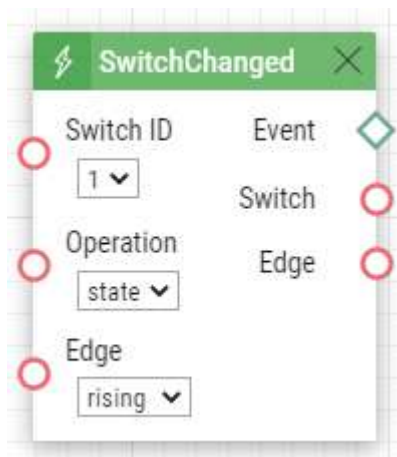 SwitchChanged
Switch ID
Event
1
Switch
Operation
Edge
state
Edge
rising